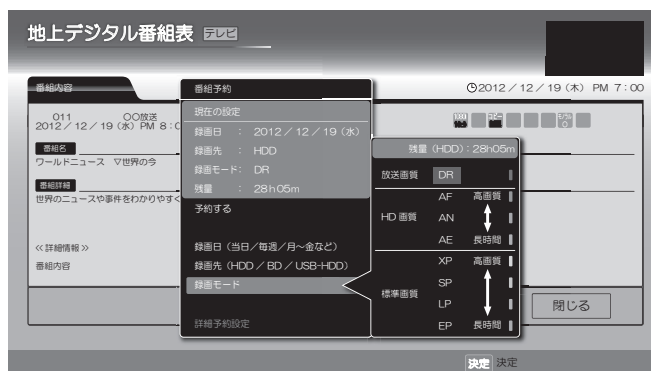 地上デジタル番組表 テレビ
番組内容
2012／12／19（木） PM 7：00
011 〇〇放送
2012／12／19（水）PM 8：0
番組名
ワールドニュース ▽世界の今
番組詳細
世界のニュースや事件をわかりやすく
≪詳細情報≫
番組内容
番組予約
現在の設定
録画日 ： 2012／12／19（水）
録画先 ： HDD
録画モード： DR
残量 ： 28h05m
予約する
録画日（当日／毎週／月～金など）
録画先（HDD／BD／USB-HDD）
録画モード
詳細予約設定
残量（HDD）：28h05m
放送画質 DR
HD 画質
AF 高画質
AN
AE 長時間
標準画質
XP 高画質
SP
LP
EP 長時間
閉じる
決定 決定